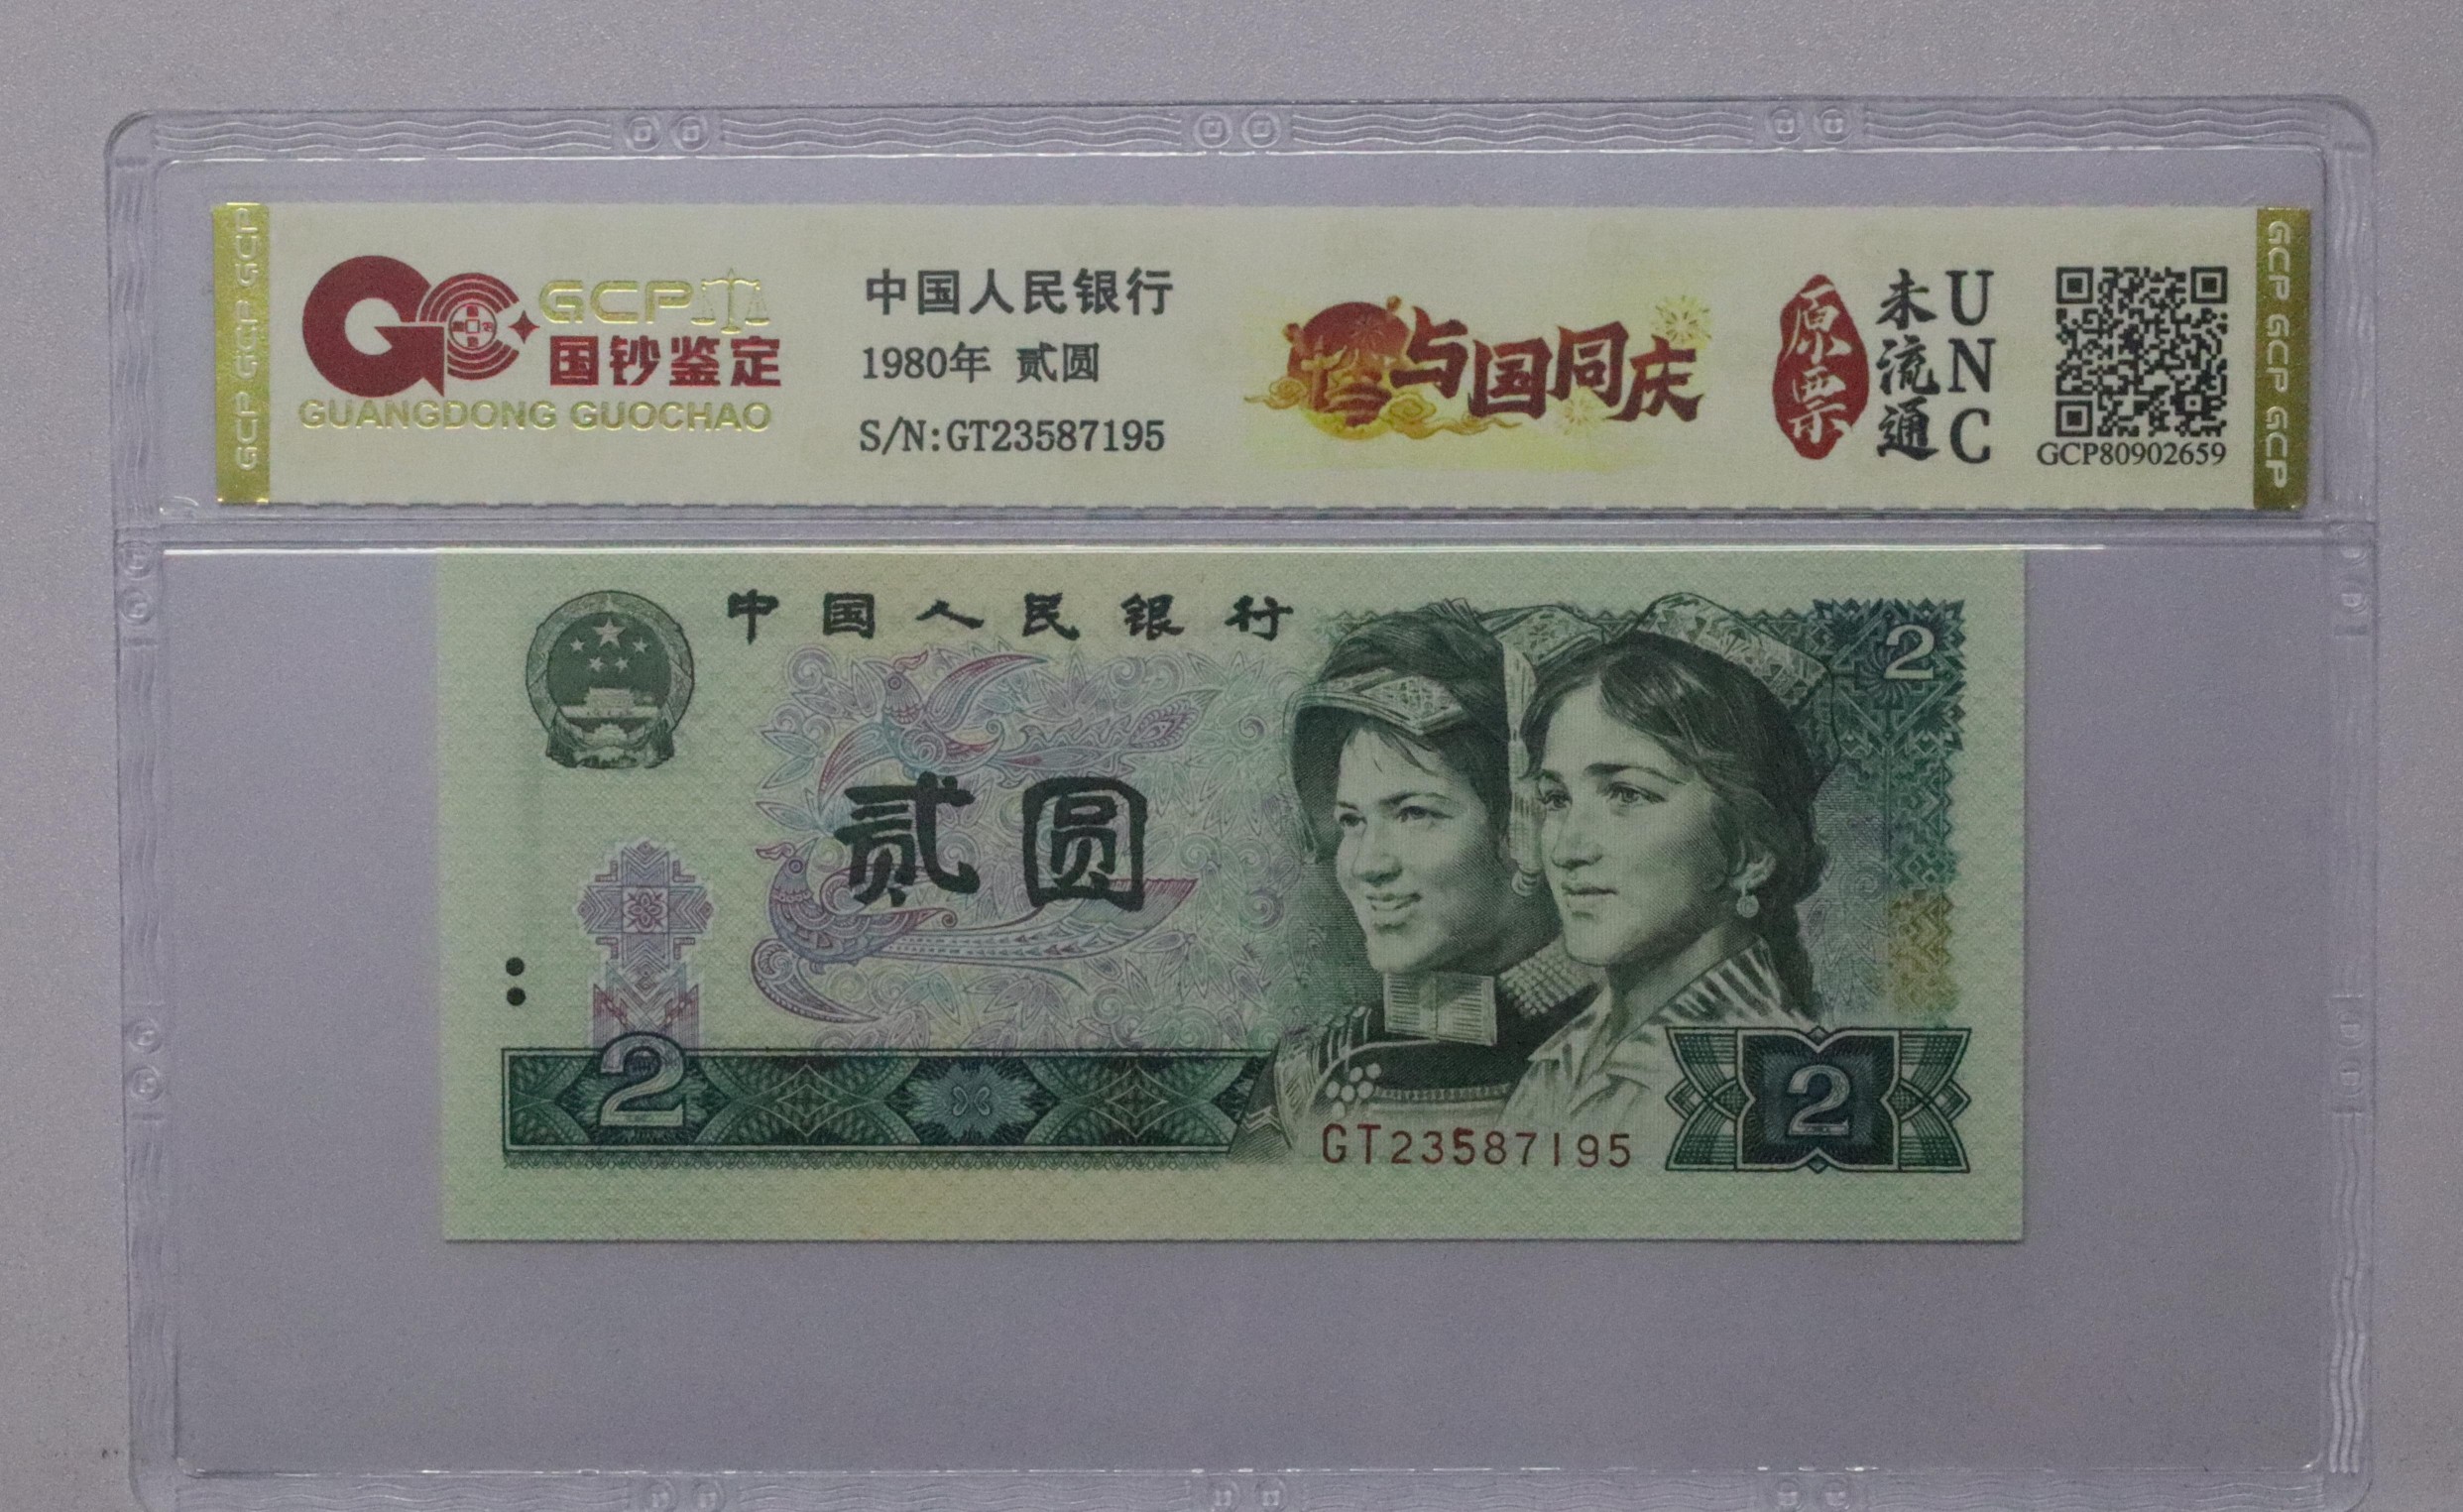 GCP GCP GCP
GCP
国钞鉴定
GUANGDONG GUOCHAO
中国人民银行
1980年 贰圆
S/N:GT23587195
与国同庆
原票
未流通
UNC
GCP80902659
GCP GCP GCP
中国人民银行
2
贰圆
2
2
GT23587195